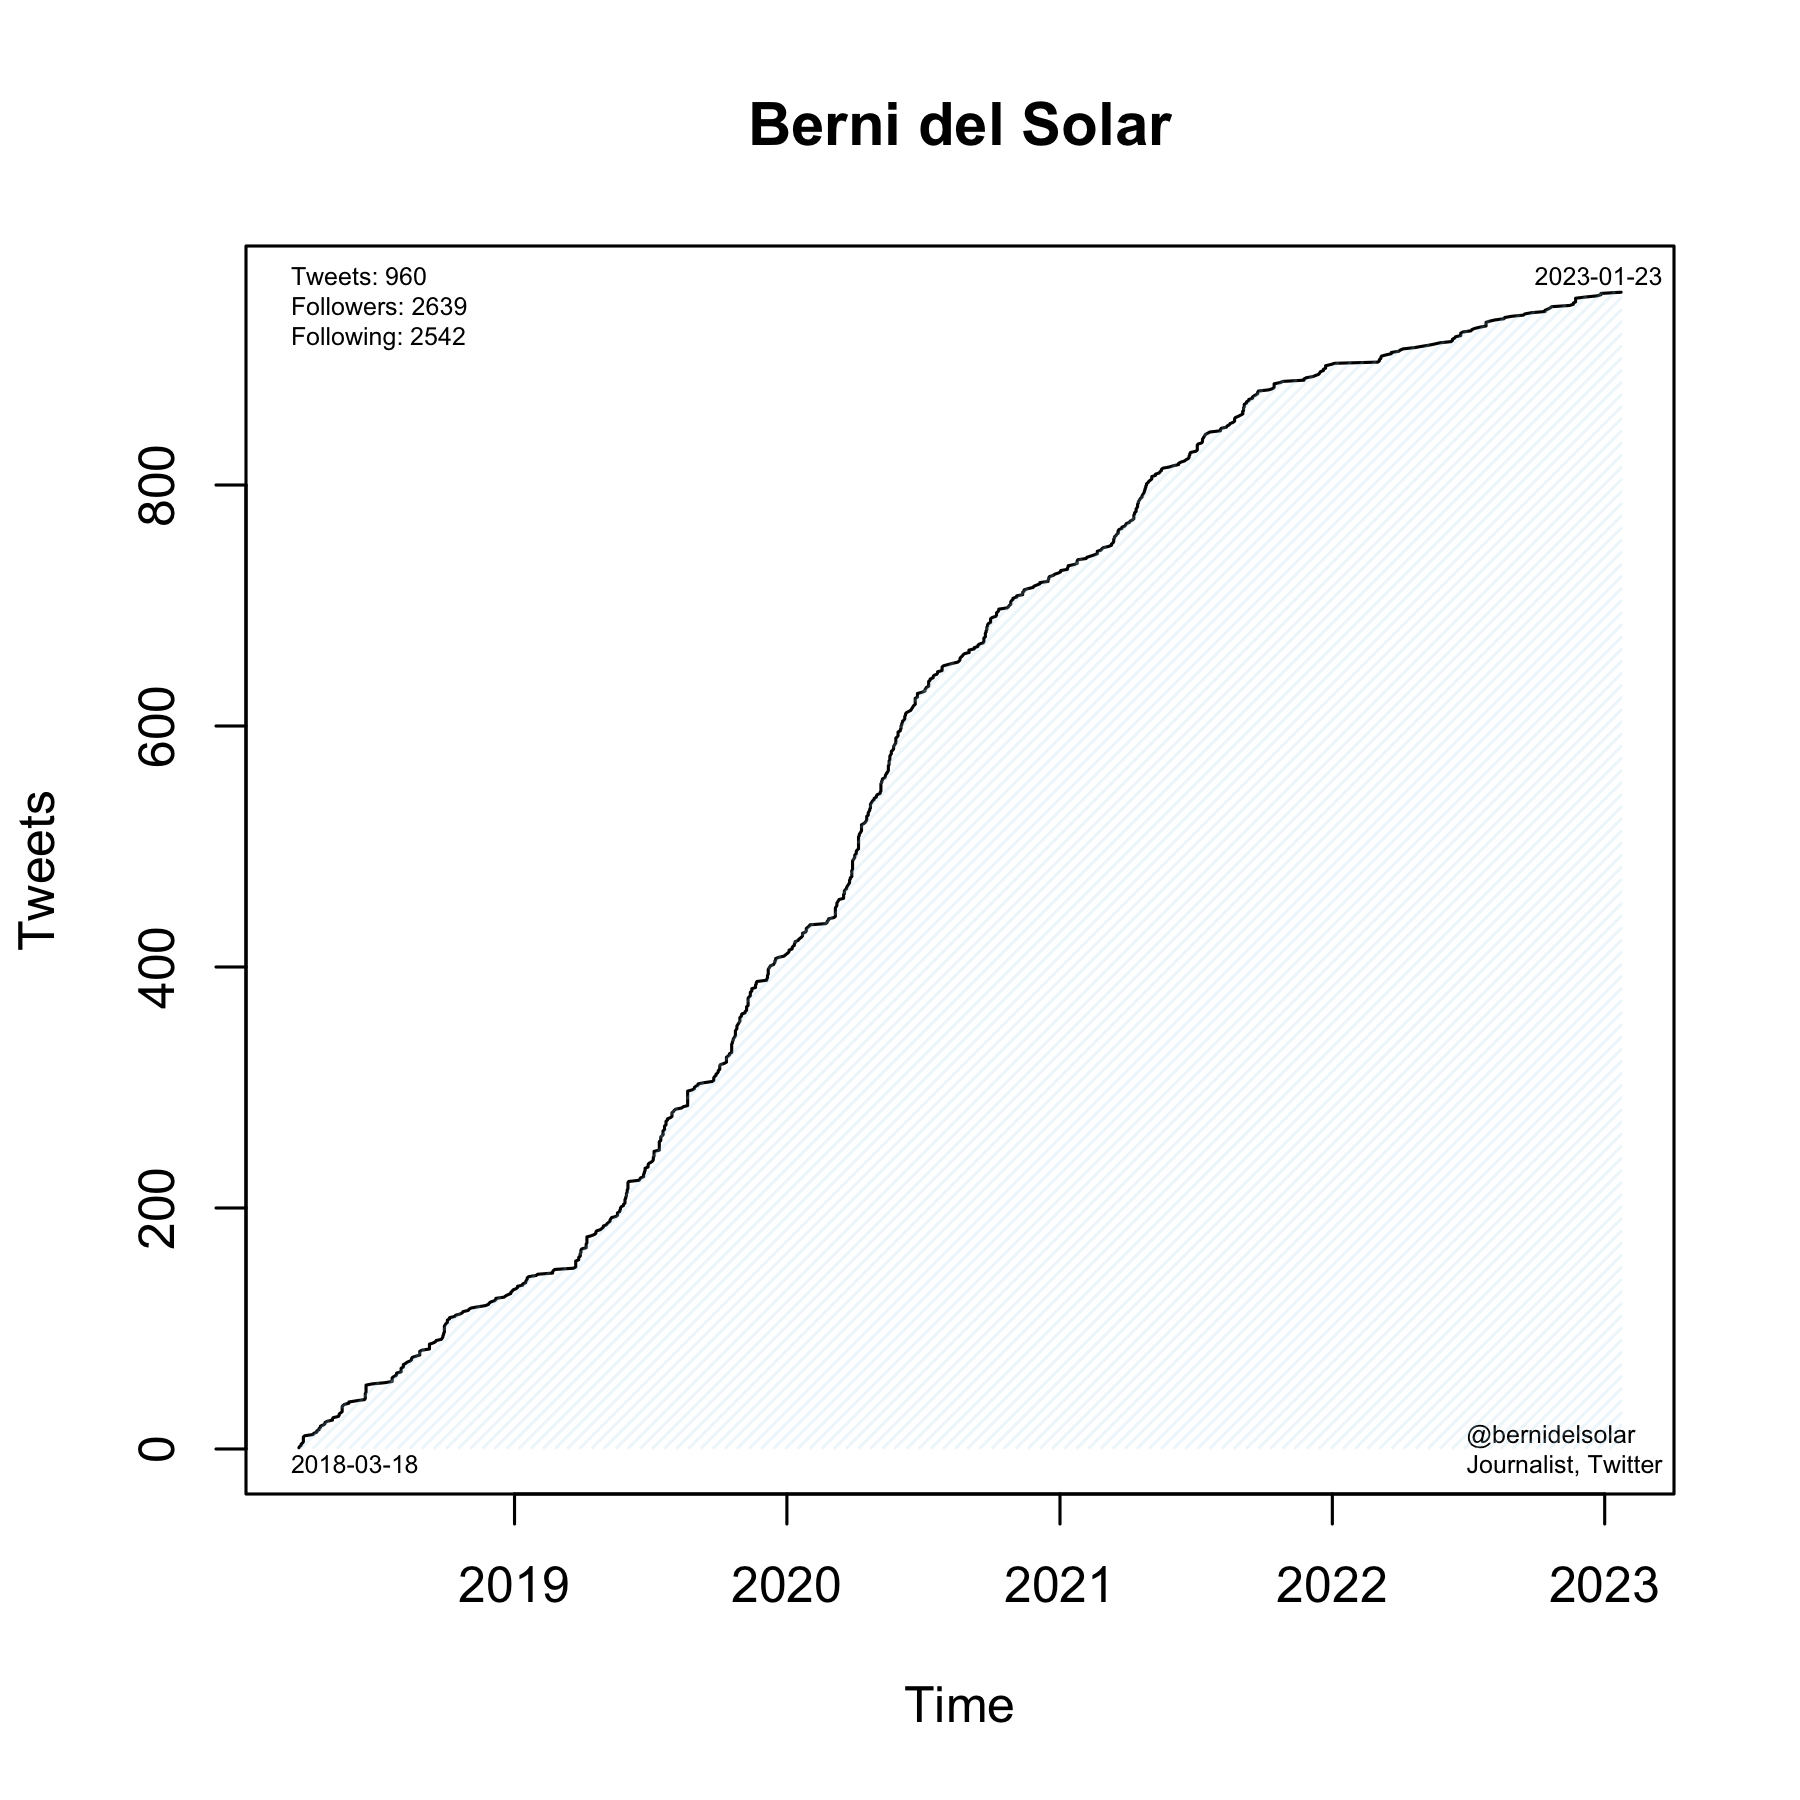 Berni del Solar
Tweets: 960
Followers: 2639
Following: 2542
2023-01-23
800
600
400
200
0
Tweets
2018-03-18
@bernidelsolar
Journalist, Twitter
2019 2020 2021 2022 2023
Time